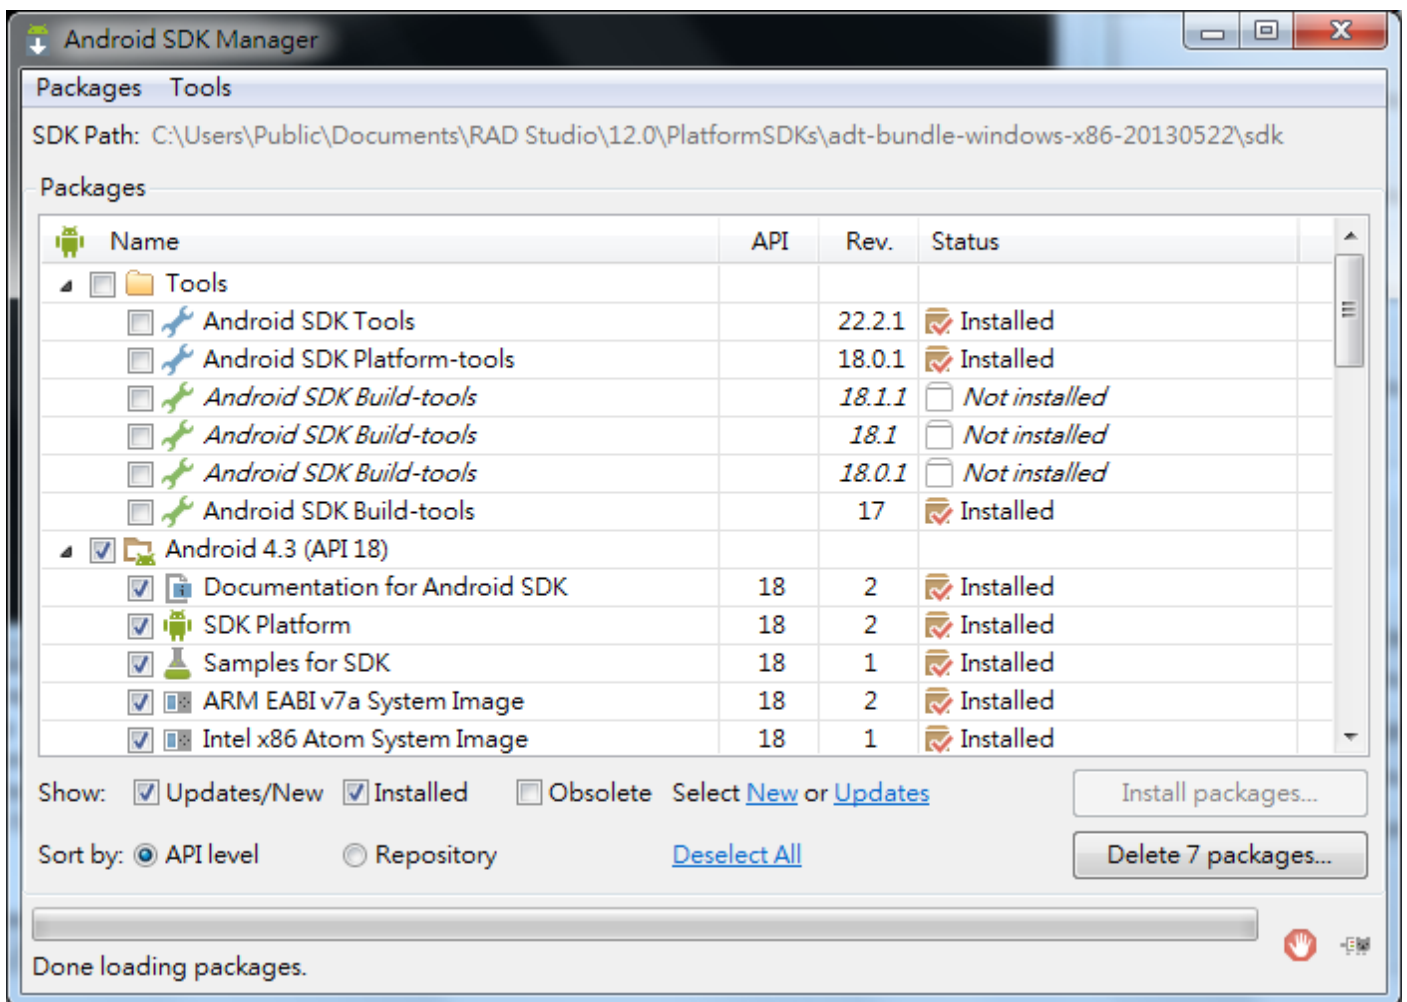 Android SDK Manager
Packages Tools
SDK Path: C:\Users\Public\Documents\RAD Studio\12.0\PlatformSDKs\adt-bundle-windows-x86-20130522\sdk
Packages
Name API Rev. Status
Tools
Android SDK Tools 22.2.1 Installed
Android SDK Platform-tools 18.0.1 Installed
Android SDK Build-tools 18.1.1 Not installed
Android SDK Build-tools 18.1 Not installed
Android SDK Build-tools 18.0.1 Not installed
Android SDK Build-tools 17 Installed
Android 4.3 (API 18)
Documentation for Android SDK 18 2 Installed
SDK Platform 18 2 Installed
Samples for SDK 18 1 Installed
ARM EABI v7a System Image 18 2 Installed
Intel x86 Atom System Image 18 1 Installed
Show: Updates/New Installed Obsolete Select New or Updates Install packages...
Sort by: API level Repository Deselect All Delete 7 packages...
Done loading packages.